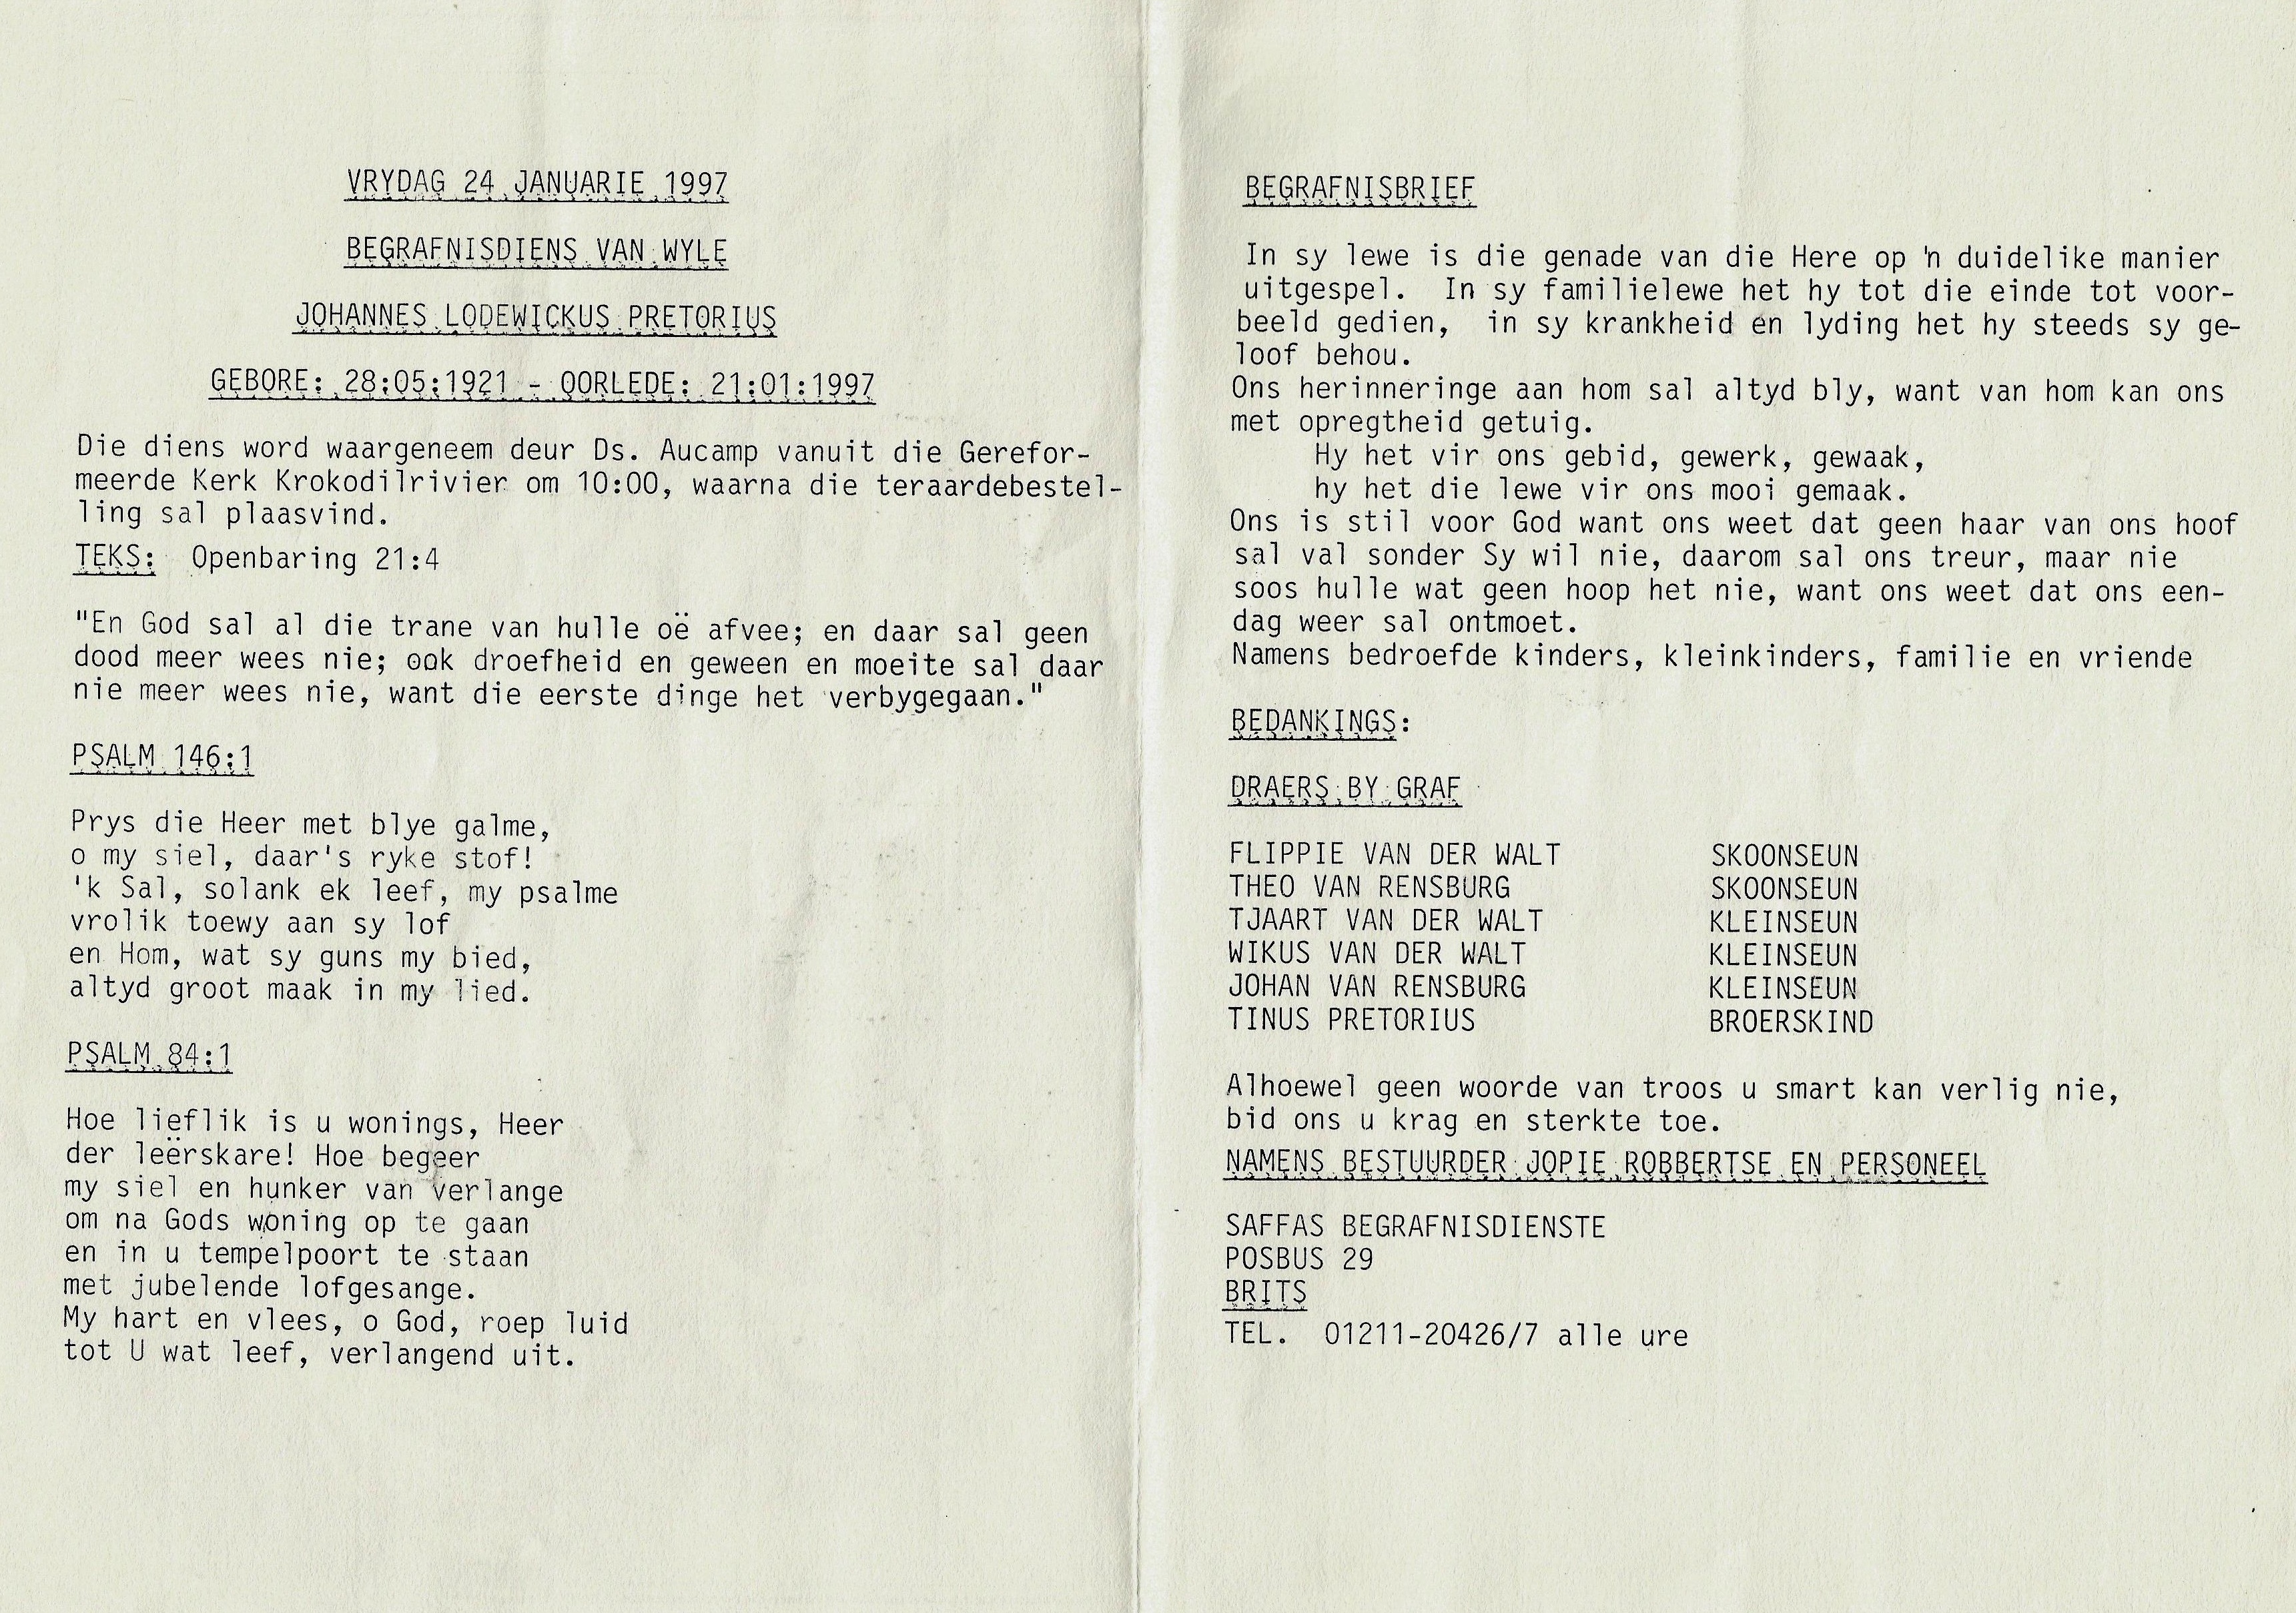 VRYDAG 24 JANUARIE 1997
BEGRAFNISDIENS VAN WYLE
JOHANNES LODEWICKUS PRETORIUS
GEBORE: 28:05:1921 - OORLEDE: 21:01:1997
Die diens word waargeneem deur Ds. Aucamp vanuit die Gerefor-
meerde Kerk Krokodilrivier om 10:00, waarna die teraardebestel-
ling sal plaasvind.
TEKS: Openbaring 21:4
"En God sal al die trane van hulle oë afvee; en daar sal geen
dood meer wees nie; ook droefheid en geween en moeite sal daar
nie meer wees nie, want die eerste dinge het verbygegaan."
PSALM 146:1
Prys die Heer met blye galme,
o my siel, daar's ryke stof!
'k Sal, solank ek leef, my psalme
vrolik toewy aan sy lof
en Hom, wat sy guns my bied,
altyd groot maak in my lied.
PSALM 84:1
Hoe lieflik is u wonings, Heer
der leërskare! Hoe begeer
my siel en hunker van verlange
om na Gods woning op te gaan
en in u tempelpoort te staan
met jubelende lofgesange.
My hart en vlees, o God, roep luid
tot U wat leef, verlangend uit.
BEGRAFNISBRIEF
In sy lewe is die genade van die Here op 'n duidelike manier
uitgespel. In sy familielewe het hy tot die einde tot voor-
beeld gedien, in sy krankheid en lyding het hy steeds sy ge-
loof behou.
Ons herinneringe aan hom sal altyd bly, want van hom kan ons
met opregtheid getuig.
Hy het vir ons gebid, gewerk, gewaak,
hy het die lewe vir ons mooi gemaak.
Ons is stil voor God want ons weet dat geen haar van ons hoof
sal val sonder Sy wil nie, daarom sal ons treur, maar nie
soos hulle wat geen hoop het nie, want ons weet dat ons een-
dag weer sal ontmoet.
Namens bedroefde kinders, kleinkinders, familie en vriende
BEDANKINGS:
DRAERS BY GRAF
FLIPPIE VAN DER WALT SKOONSEUN
THEO VAN RENSBURG SKOONSEUN
TJAART VAN DER WALT KLEINSEUN
WIKUS VAN DER WALT KLEINSEUN
JOHAN VAN RENSBURG KLEINSEUN
TINUS PRETORIUS BROERSKIND
Alhoewel geen woorde van troos u smart kan verlig nie,
bid ons u krag en sterkte toe.
NAMENS BESTUURDER JOPIE ROBBERTSE EN PERSONEEL
SAFFAS BEGRAFNISDIENSTE
POSBUS 29
BRITS
TEL. 01211-20426/7 alle ure